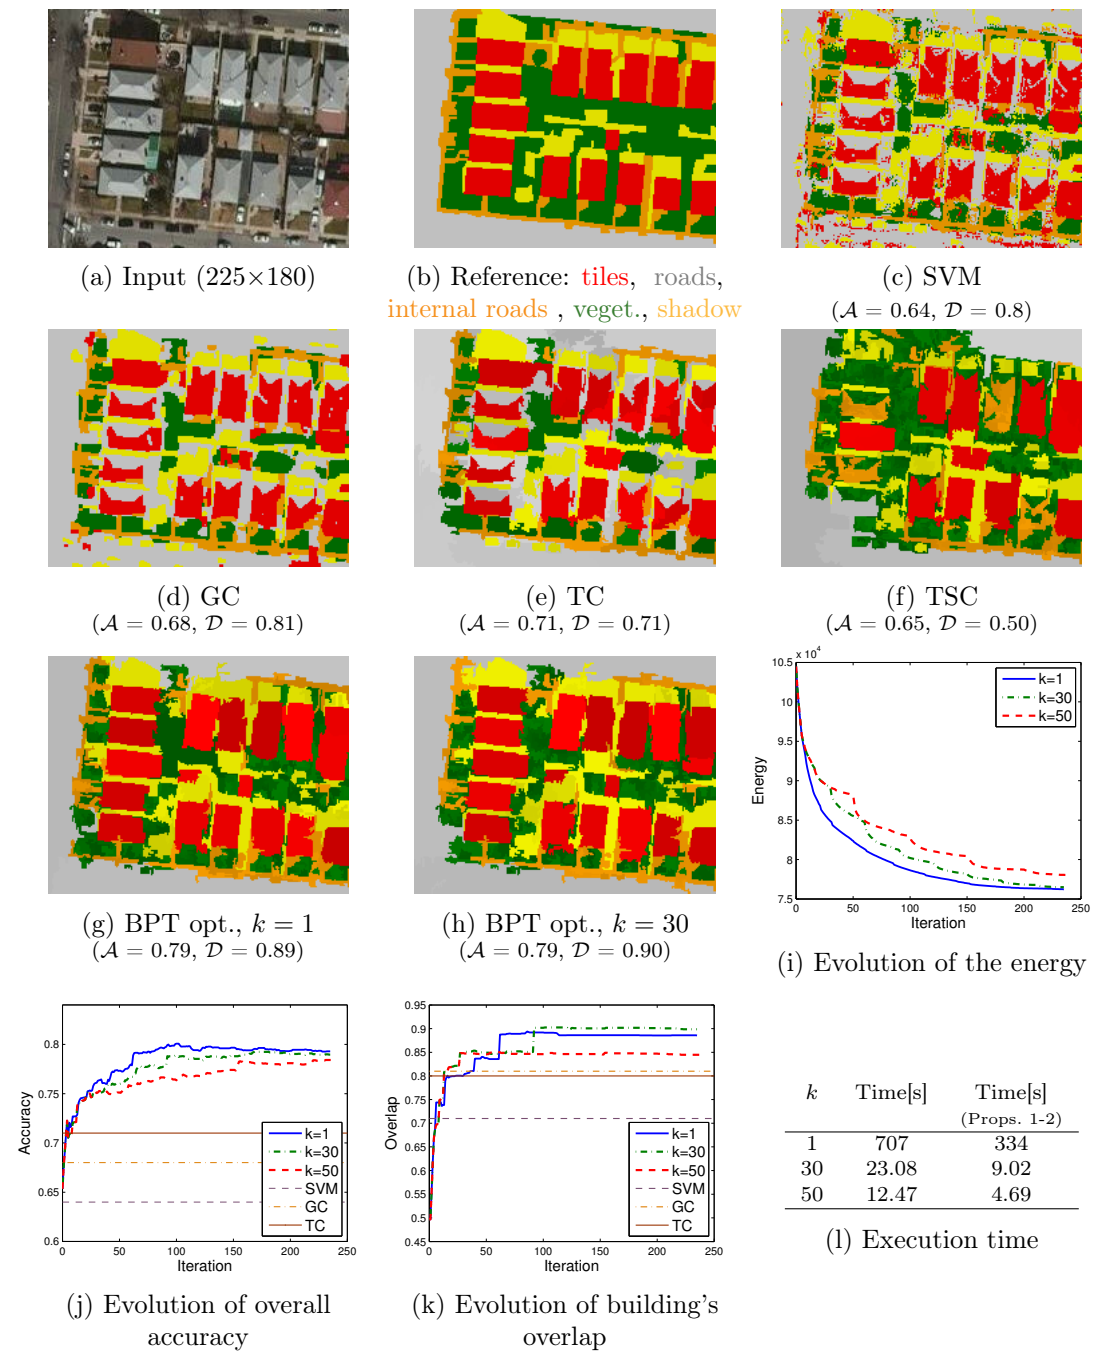 (a) Input (225×180)
(b) Reference: tiles, roads,
internal roads , veget., shadow
(c) SVM
(𝒜 = 0.64, 𝒟 = 0.8)
(d) GC
(𝒜 = 0.68, 𝒟 = 0.81)
(e) TC
(𝒜 = 0.71, 𝒟 = 0.71)
(f) TSC
(𝒜 = 0.65, 𝒟 = 0.50)
(g) BPT opt., k = 1
(𝒜 = 0.79, 𝒟 = 0.89)
(h) BPT opt., k = 30
(𝒜 = 0.79, 𝒟 = 0.90)
x 10⁴
10.5
10
9.5
9
8.5
8
7.5
Energy
k=1
k=30
k=50
0 50 100 150 200 250
Iteration
(i) Evolution of the energy
0.8
0.75
0.7
0.65
0.6
Accuracy
k=1
k=30
k=50
SVM
GC
TC
0 50 100 150 200 250
Iteration
(j) Evolution of overall
accuracy
0.95
0.9
0.85
0.8
0.75
0.7
0.65
0.6
0.55
0.5
0.45
Overlap
k=1
k=30
k=50
SVM
GC
TC
0 50 100 150 200 250
Iteration
(k) Evolution of building's
overlap
k Time[s] Time[s]
(Props. 1-2)
1 707 334
30 23.08 9.02
50 12.47 4.69
(l) Execution time